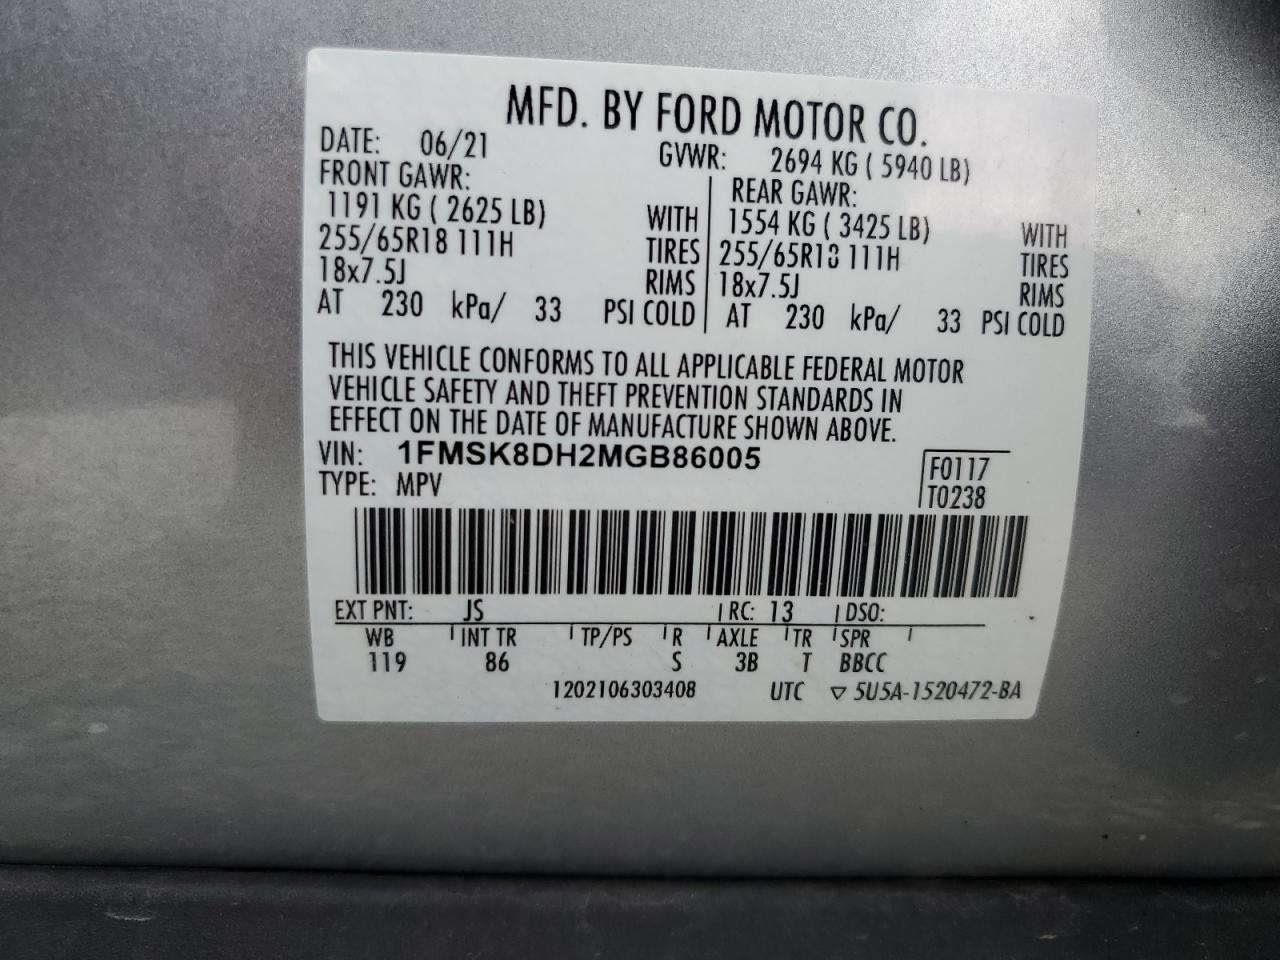 MFD. BY FORD MOTOR CO.
DATE: 06/21 GVWR: 2694 KG ( 5940 LB)
FRONT GAWR: REAR GAWR:
1191 KG ( 2625 LB) WITH 1554 KG ( 3425 LB) WITH
255/65R18 111H TIRES 255/65R18 111H TIRES
18x7.5J RIMS 18x7.5J RIMS
AT 230 kPa/ 33 PSI COLD AT 230 kPa/ 33 PSI COLD
THIS VEHICLE CONFORMS TO ALL APPLICABLE FEDERAL MOTOR
VEHICLE SAFETY AND THEFT PREVENTION STANDARDS IN
EFFECT ON THE DATE OF MANUFACTURE SHOWN ABOVE.
VIN: 1FMSK8DH2MGB86005 F0117
TYPE: MPV T0238
EXT PNT: JS RC: 13 DSO:
WB INT TR TP/PS R AXLE TR SPR
119 86 S 3B T BBCC
1202106303408 UTC ▽ 5U5A-1520472-BA